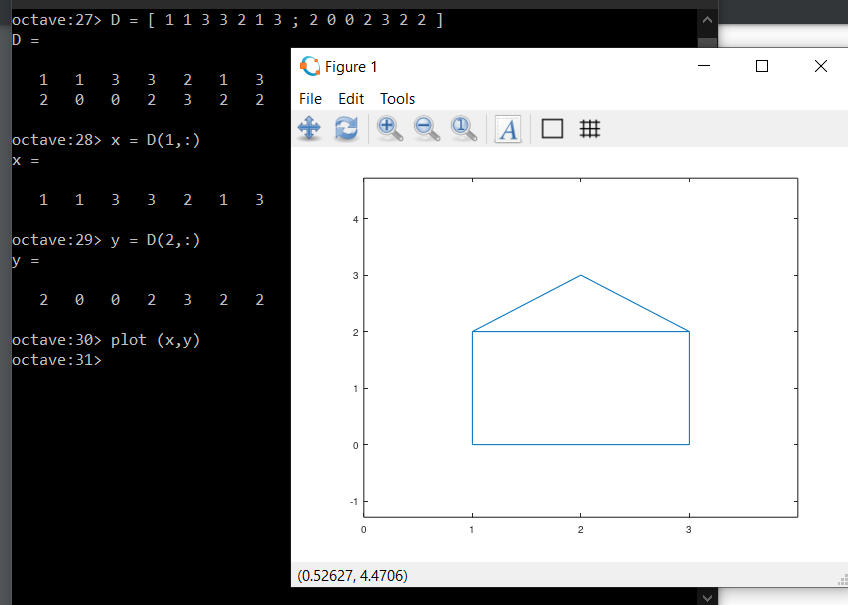 octave:27> D = [ 1 1 3 3 2 1 3 ; 2 0 0 2 3 2 2 ]
D =
1 1 3 3 2 1 3
2 0 0 2 3 2 2
octave:28> x = D(1,:)
x =
1 1 3 3 2 1 3
octave:29> y = D(2,:)
y =
2 0 0 2 3 2 2
octave:30> plot (x,y)
octave:31>
Figure 1
File Edit Tools
A
4
3
2
1
0
-1
0 1 2 3
(0.52627, 4.4706)